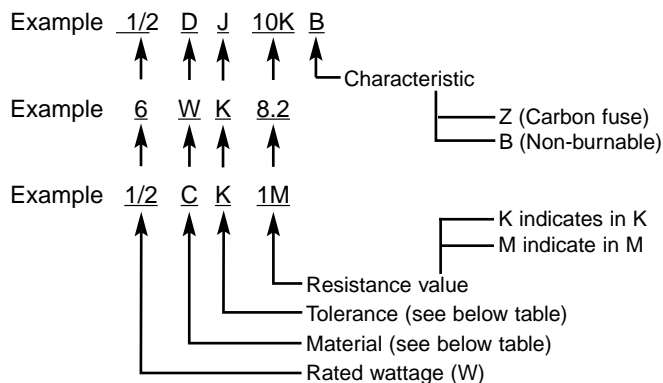 Example 1/2 D J 10K B
Characteristic
Z (Carbon fuse)
B (Non-burnable)
Example 6 W K 8.2
Example 1/2 C K 1M
K indicates in K
M indicate in M
Resistance value
Tolerance (see below table)
Material (see below table)
Rated wattage (W)